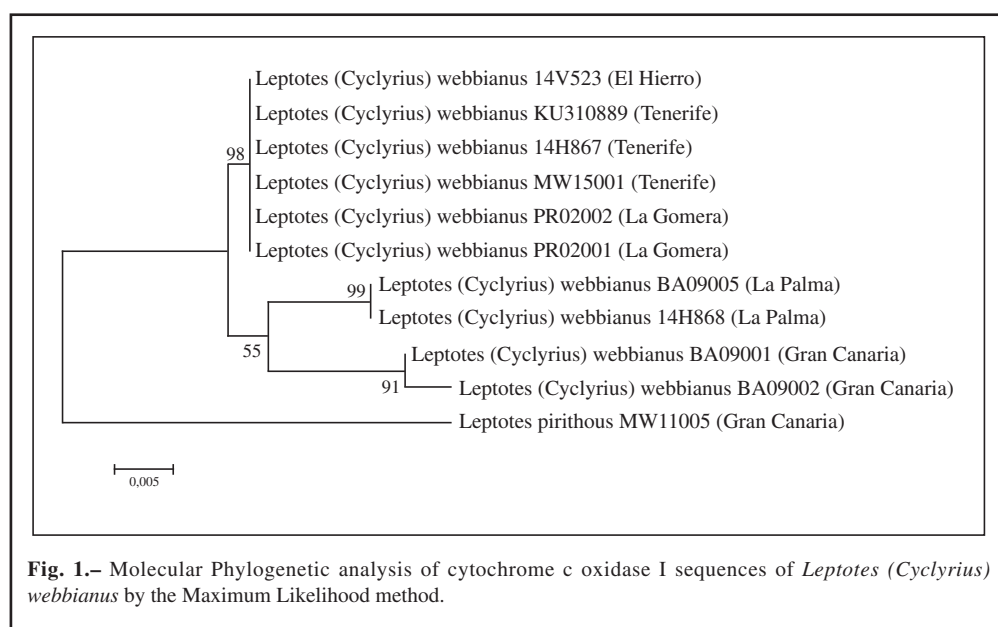 Leptotes (Cyclyrius) webbianus 14V523 (El Hierro)
Leptotes (Cyclyrius) webbianus KU310889 (Tenerife)
98
Leptotes (Cyclyrius) webbianus 14H867 (Tenerife)
Leptotes (Cyclyrius) webbianus MW15001 (Tenerife)
Leptotes (Cyclyrius) webbianus PR02002 (La Gomera)
Leptotes (Cyclyrius) webbianus PR02001 (La Gomera)
99
Leptotes (Cyclyrius) webbianus BA09005 (La Palma)
Leptotes (Cyclyrius) webbianus 14H868 (La Palma)
55
Leptotes (Cyclyrius) webbianus BA09001 (Gran Canaria)
91
Leptotes (Cyclyrius) webbianus BA09002 (Gran Canaria)
Leptotes pirithous MW11005 (Gran Canaria)
0,005
Fig. 1.– Molecular Phylogenetic analysis of cytochrome c oxidase I sequences of Leptotes (Cyclyrius)
webbianus by the Maximum Likelihood method.